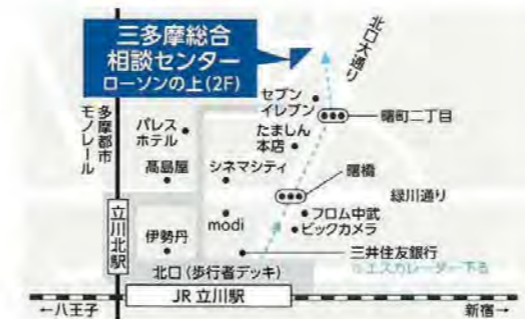 三多摩総合
相談センター
ローソンの上(2F)
北口大通り
セブン
イレブン
曙町二丁目
たましん
本店
多摩都市
モノレール
パレス
ホテル
髙島屋
シネマシティ
曙橋
緑川通り
立川北駅
伊勢丹
modi
フロム中武
ビックカメラ
三井住友銀行
※エスカレーター下る
北口(歩行者デッキ)
JR 立川駅
←八王子
新宿→